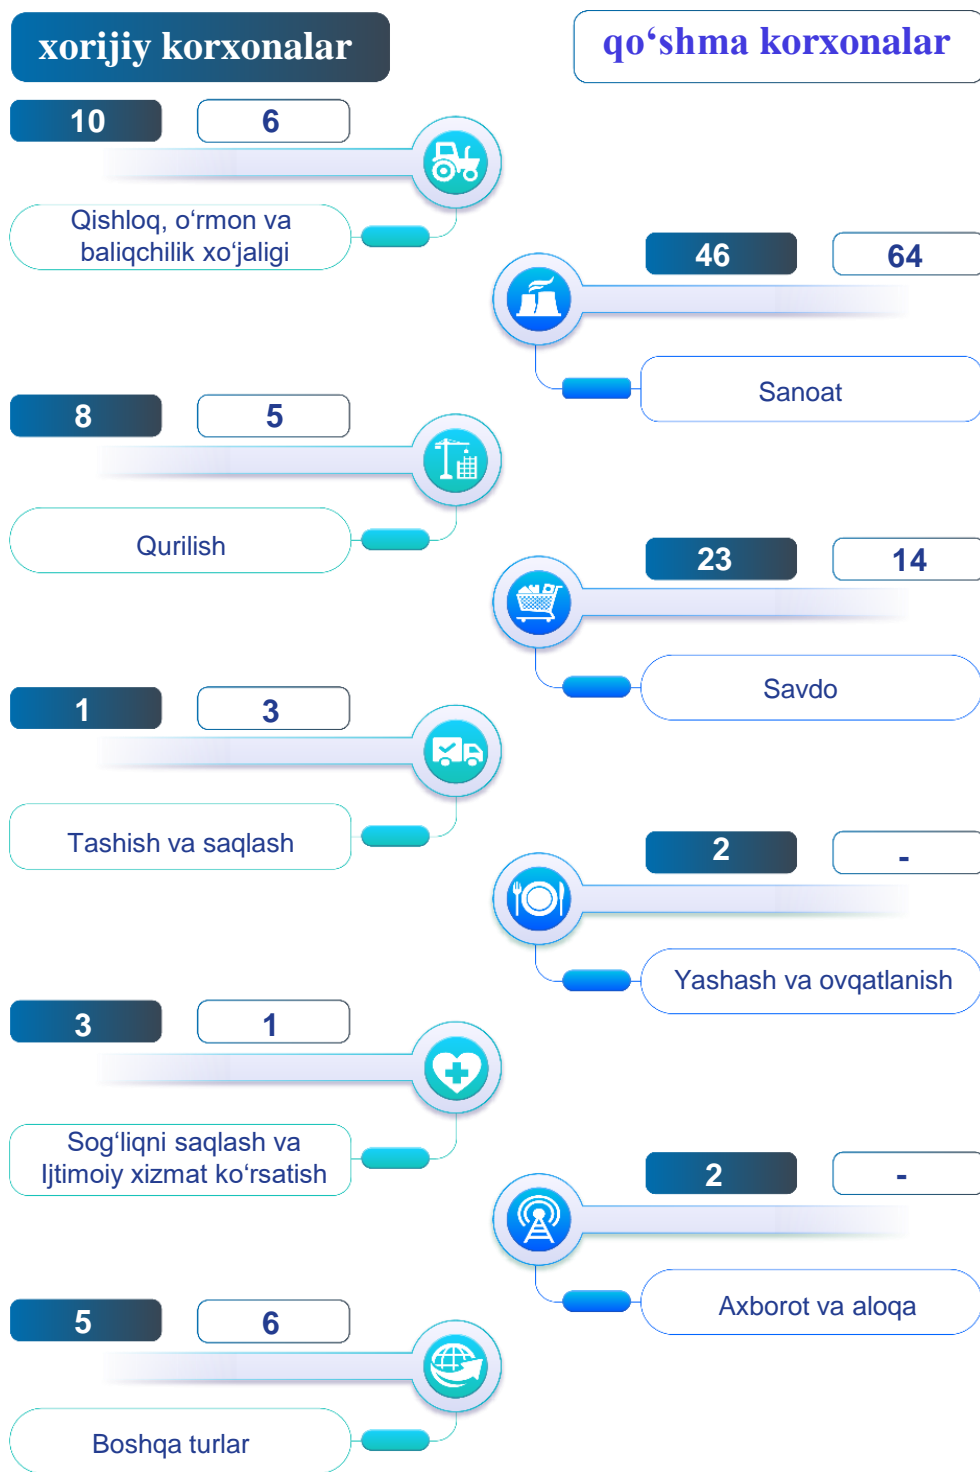 xorijiy korxonalar
qo‘shma korxonalar
10
6
Qishloq, o‘rmon va
baliqchilik xo‘jaligi
46
64
Sanoat
8
5
Qurilish
23
14
Savdo
1
3
Tashish va saqlash
2
-
Yashash va ovqatlanish
3
1
Sog‘liqni saqlash va
Ijtimoiy xizmat ko‘rsatish
2
-
Axborot va aloqa
5
6
Boshqa turlar